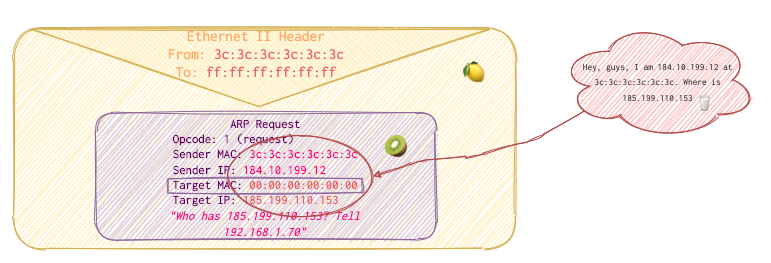 Ethernet II Header
From: 3c:3c:3c:3c:3c:3c
To: ff:ff:ff:ff:ff:ff
ARP Request
Opcode: 1 (request)
Sender MAC: 3c:3c:3c:3c:3c:3c
Sender IP: 184.10.199.12
Target MAC: 00:00:00:00:00:00
Target IP: 185.199.110.153
"Who has 185.199.110.153? Tell
192.168.1.70"
Hey, guys, I am 184.10.199.12 at
3c:3c:3c:3c:3c:3c. Where is
185.199.110.153